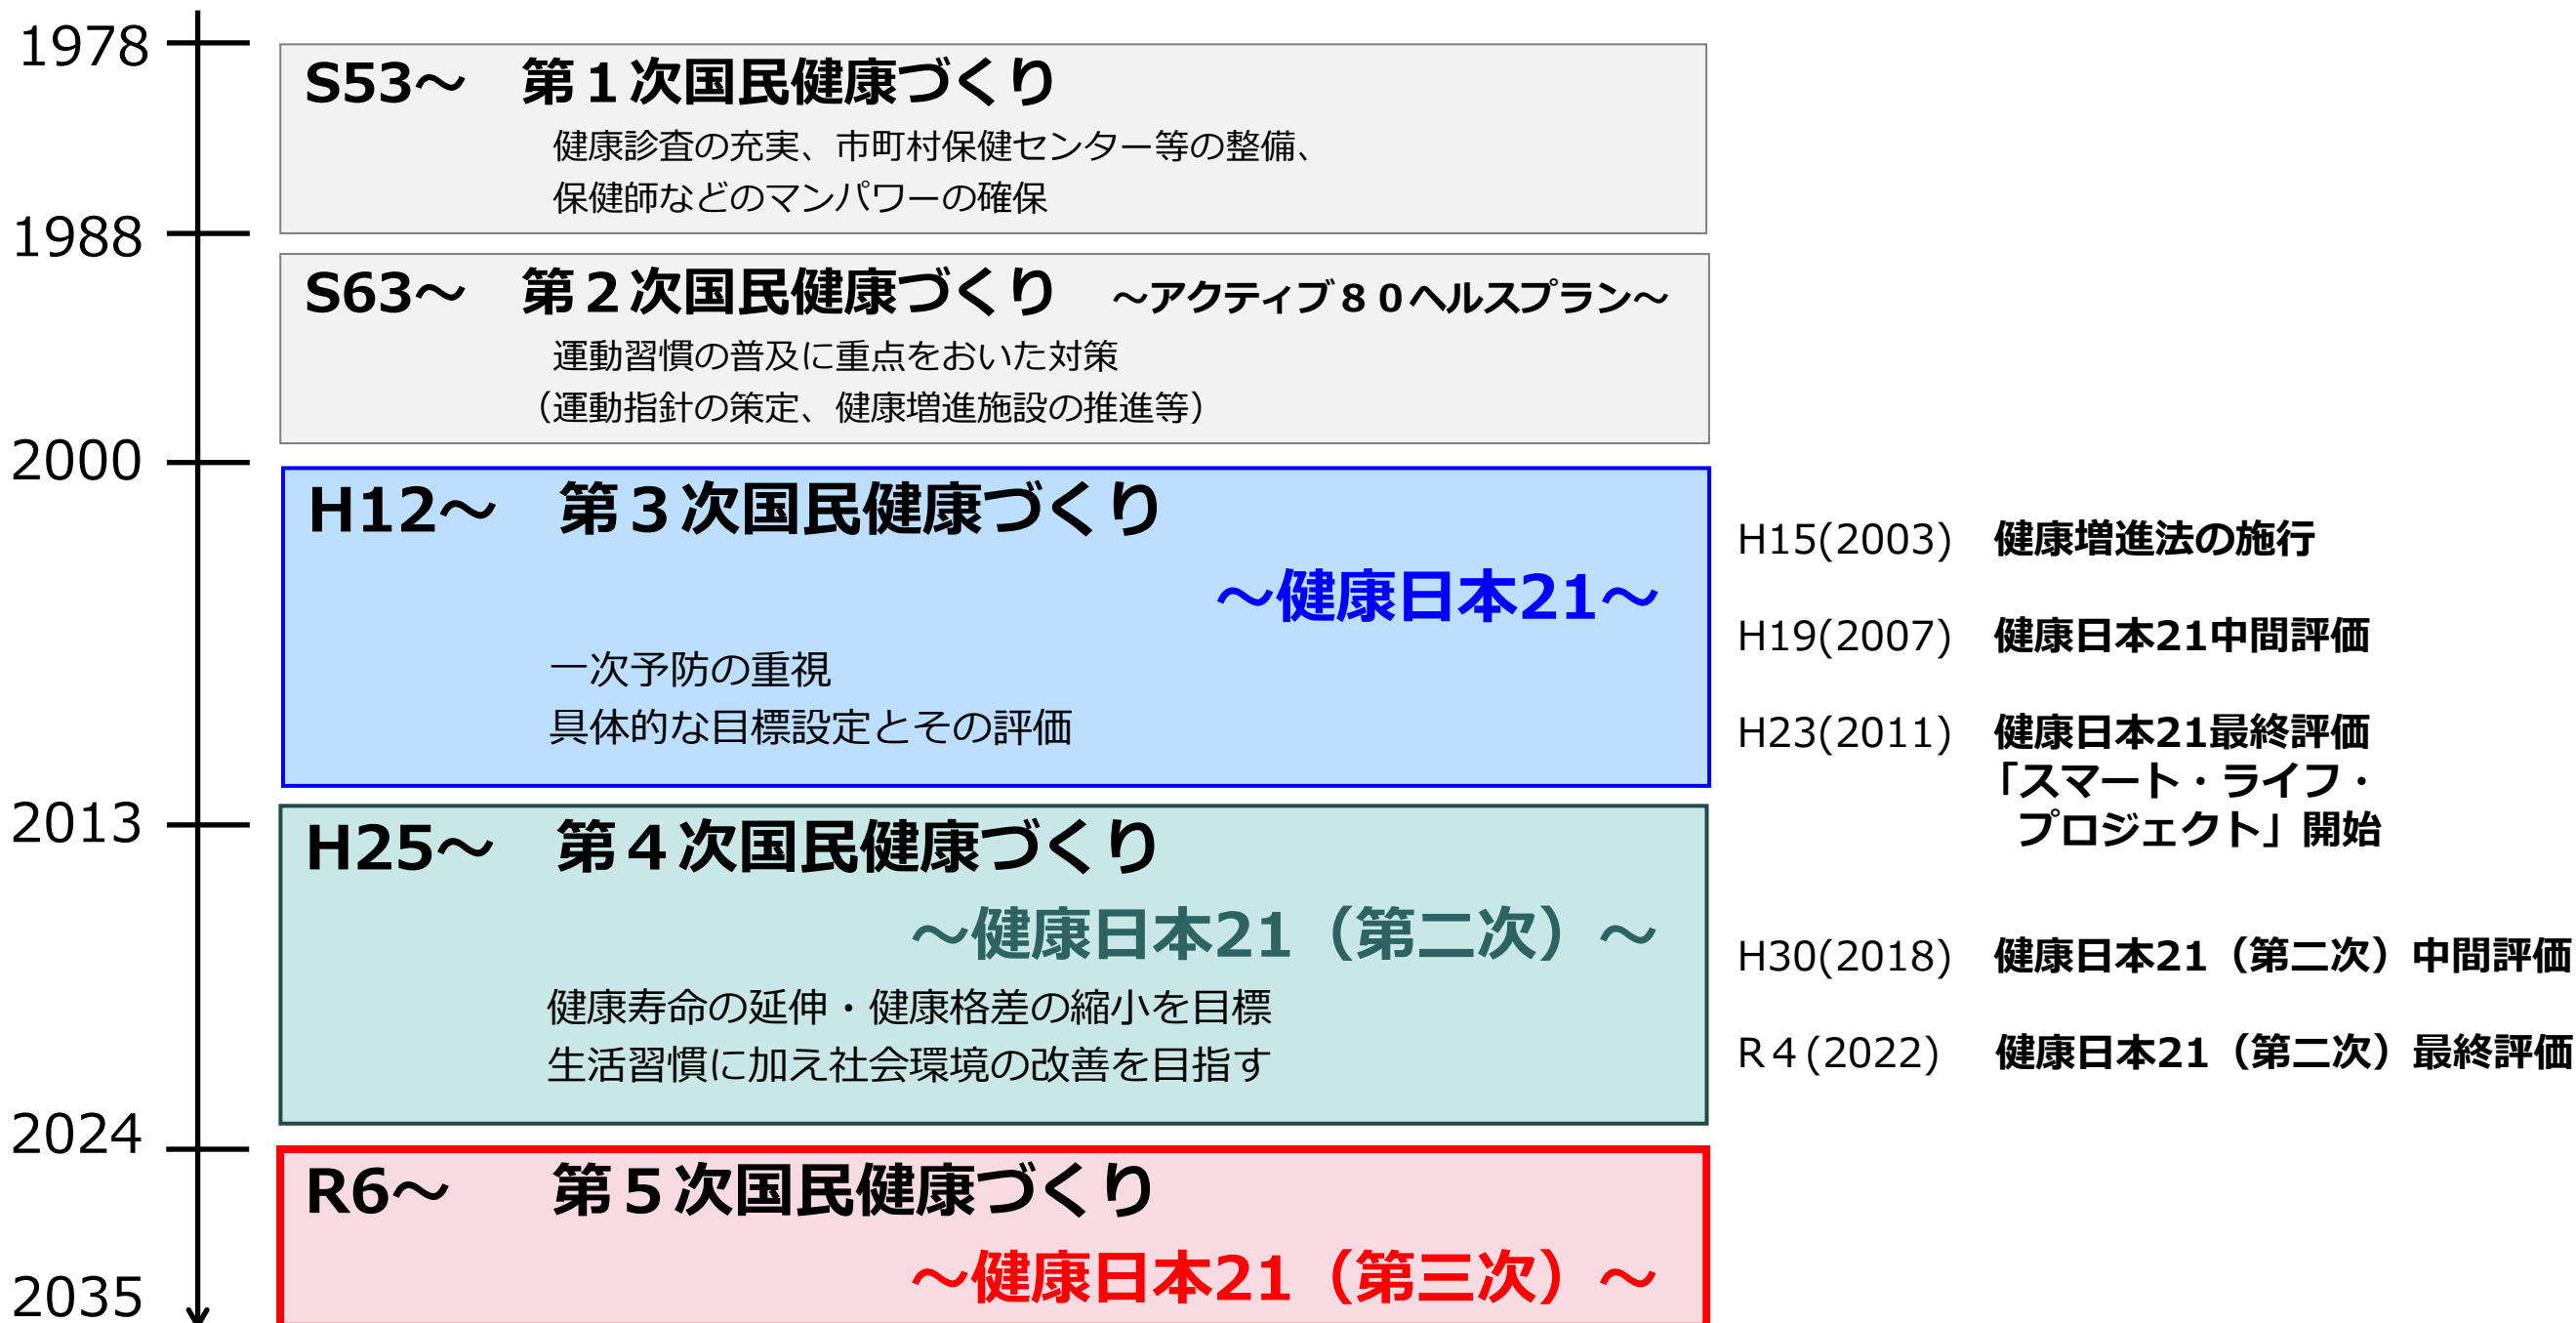 1978
S53～　第１次国民健康づくり
健康診査の充実、市町村保健センター等の整備、
保健師などのマンパワーの確保
1988
S63～　第２次国民健康づくり　～アクティブ８０ヘルスプラン～
運動習慣の普及に重点をおいた対策
（運動指針の策定、健康増進施設の推進等）
2000
H12～　第３次国民健康づくり
～健康日本21～
一次予防の重視
具体的な目標設定とその評価
H15(2003)　健康増進法の施行
H19(2007)　健康日本21中間評価
H23(2011)　健康日本21最終評価
「スマート・ライフ・
プロジェクト」開始
2013
H25～　第４次国民健康づくり
～健康日本21（第二次）～
健康寿命の延伸・健康格差の縮小を目標
生活習慣に加え社会環境の改善を目指す
H30(2018)　健康日本21（第二次）中間評価
R４(2022)　健康日本21（第二次）最終評価
2024
R6～　第５次国民健康づくり
～健康日本21（第三次）～
2035